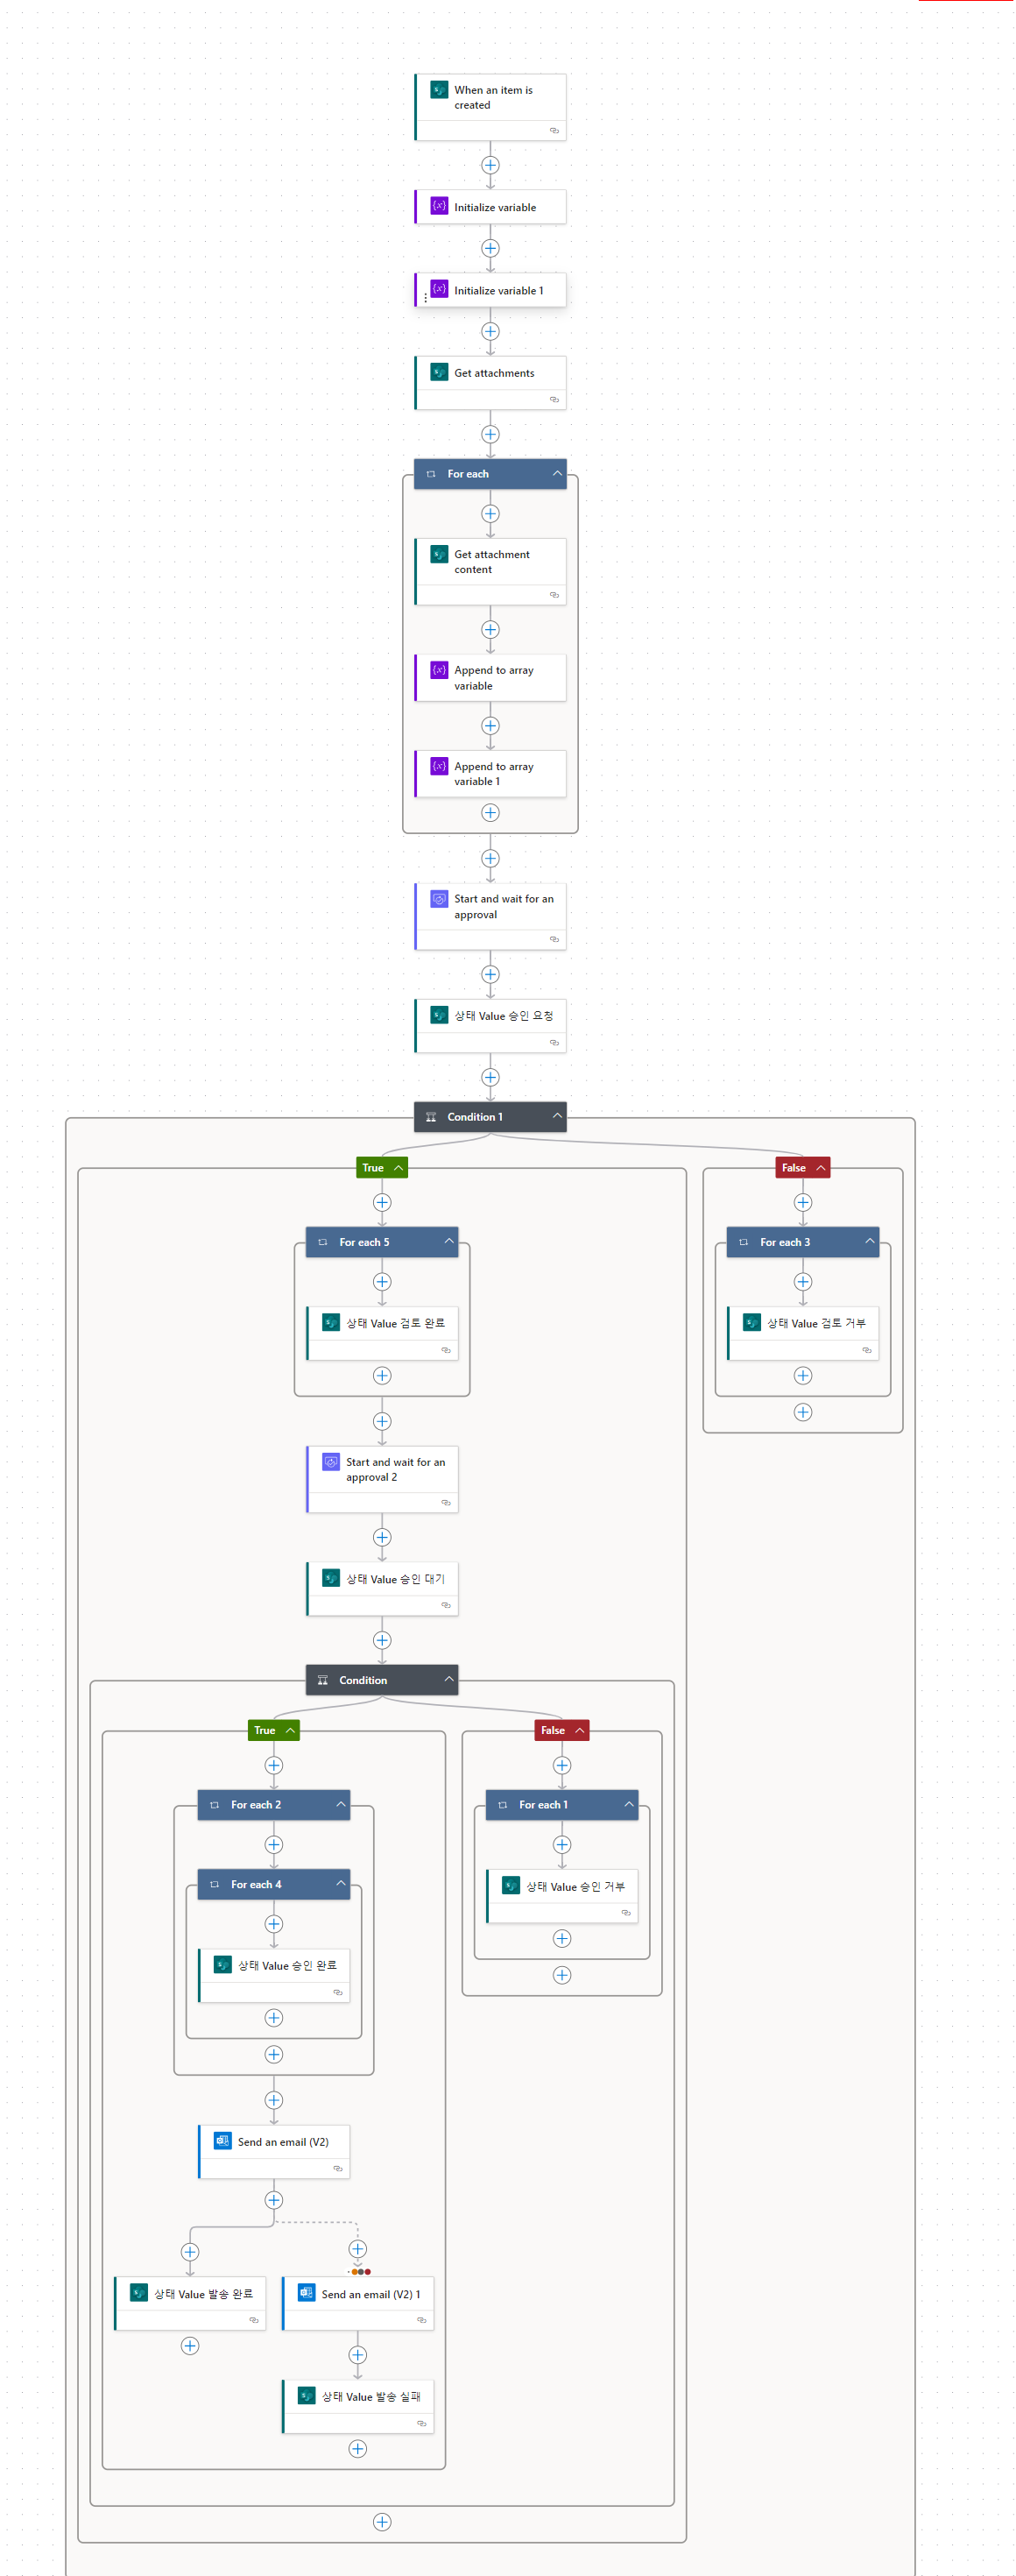 When an item is
created
Initialize variable
Initialize variable 1
Get attachments
For each
Get attachment
content
Append to array
variable
Append to array
variable 1
Start and wait for an
approval
상태 Value 승인 요청
Condition 1
True
False
For each 5
For each 3
상태 Value 검토 완료
상태 Value 검토 거부
Start and wait for an
approval 2
상태 Value 승인 대기
Condition
True
False
For each 2
For each 1
For each 4
상태 Value 승인 거부
상태 Value 승인 완료
Send an email (V2)
상태 Value 발송 완료
Send an email (V2) 1
상태 Value 발송 실패